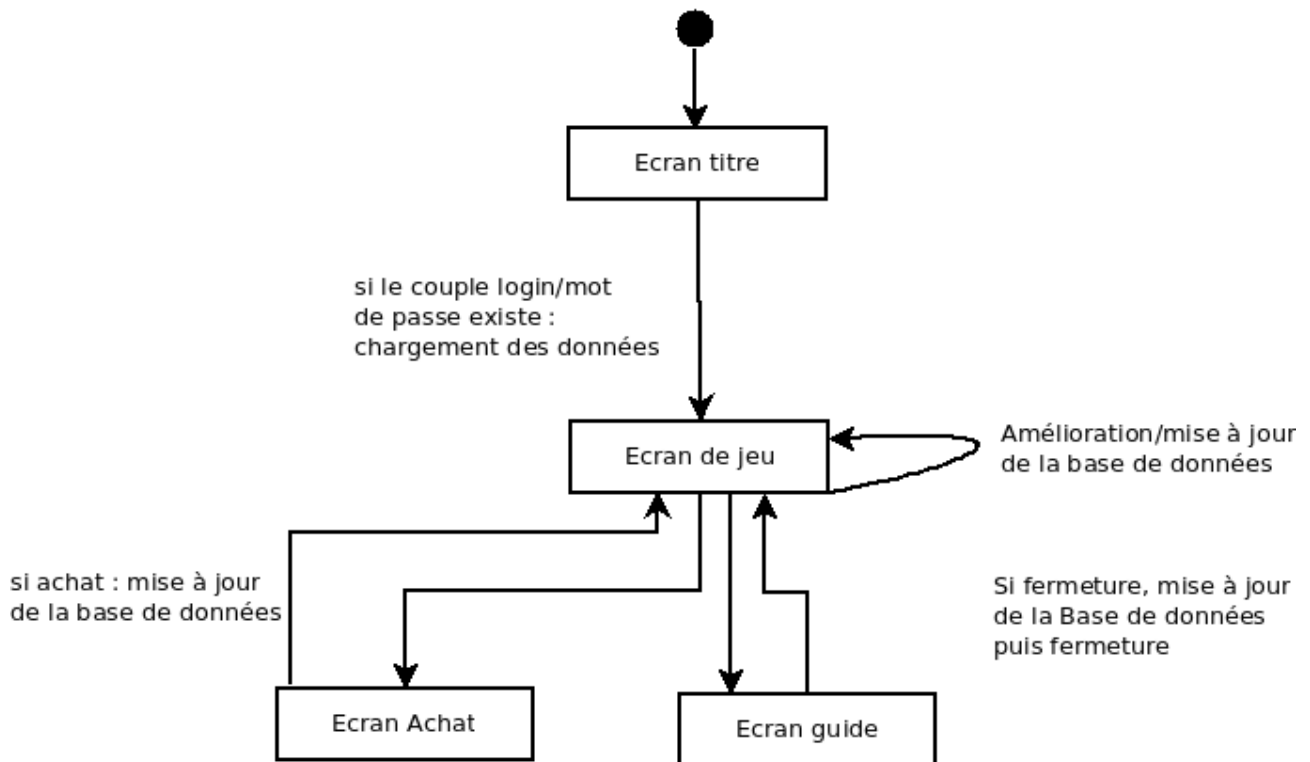 Ecran titre
si le couple login/mot
de passe existe :
chargement des données
Ecran de jeu
Amélioration/mise à jour
de la base de données
si achat : mise à jour
de la base de données
Si fermeture, mise à jour
de la Base de données
puis fermeture
Ecran Achat
Ecran guide